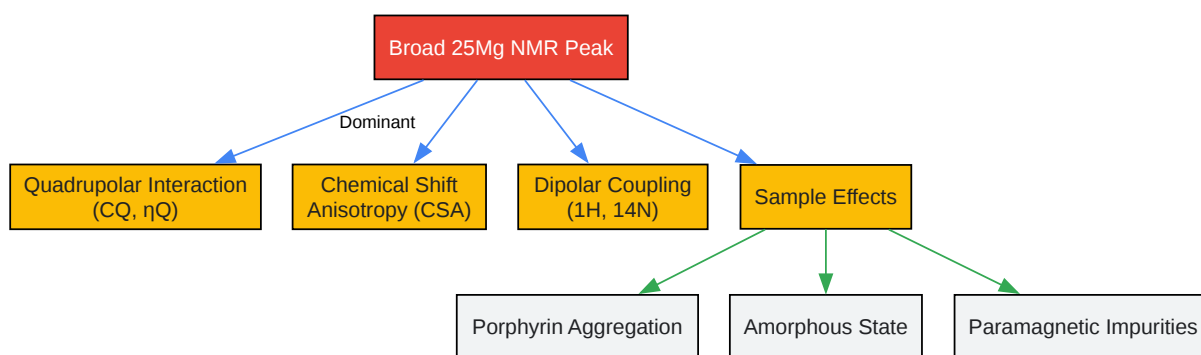 Broad 25Mg NMR Peak
Dominant
Quadrupolar Interaction
(CQ, ηQ)
Chemical Shift
Anisotropy (CSA)
Dipolar Coupling
(1H, 14N)
Sample Effects
Porphyrin Aggregation
Amorphous State
Paramagnetic Impurities